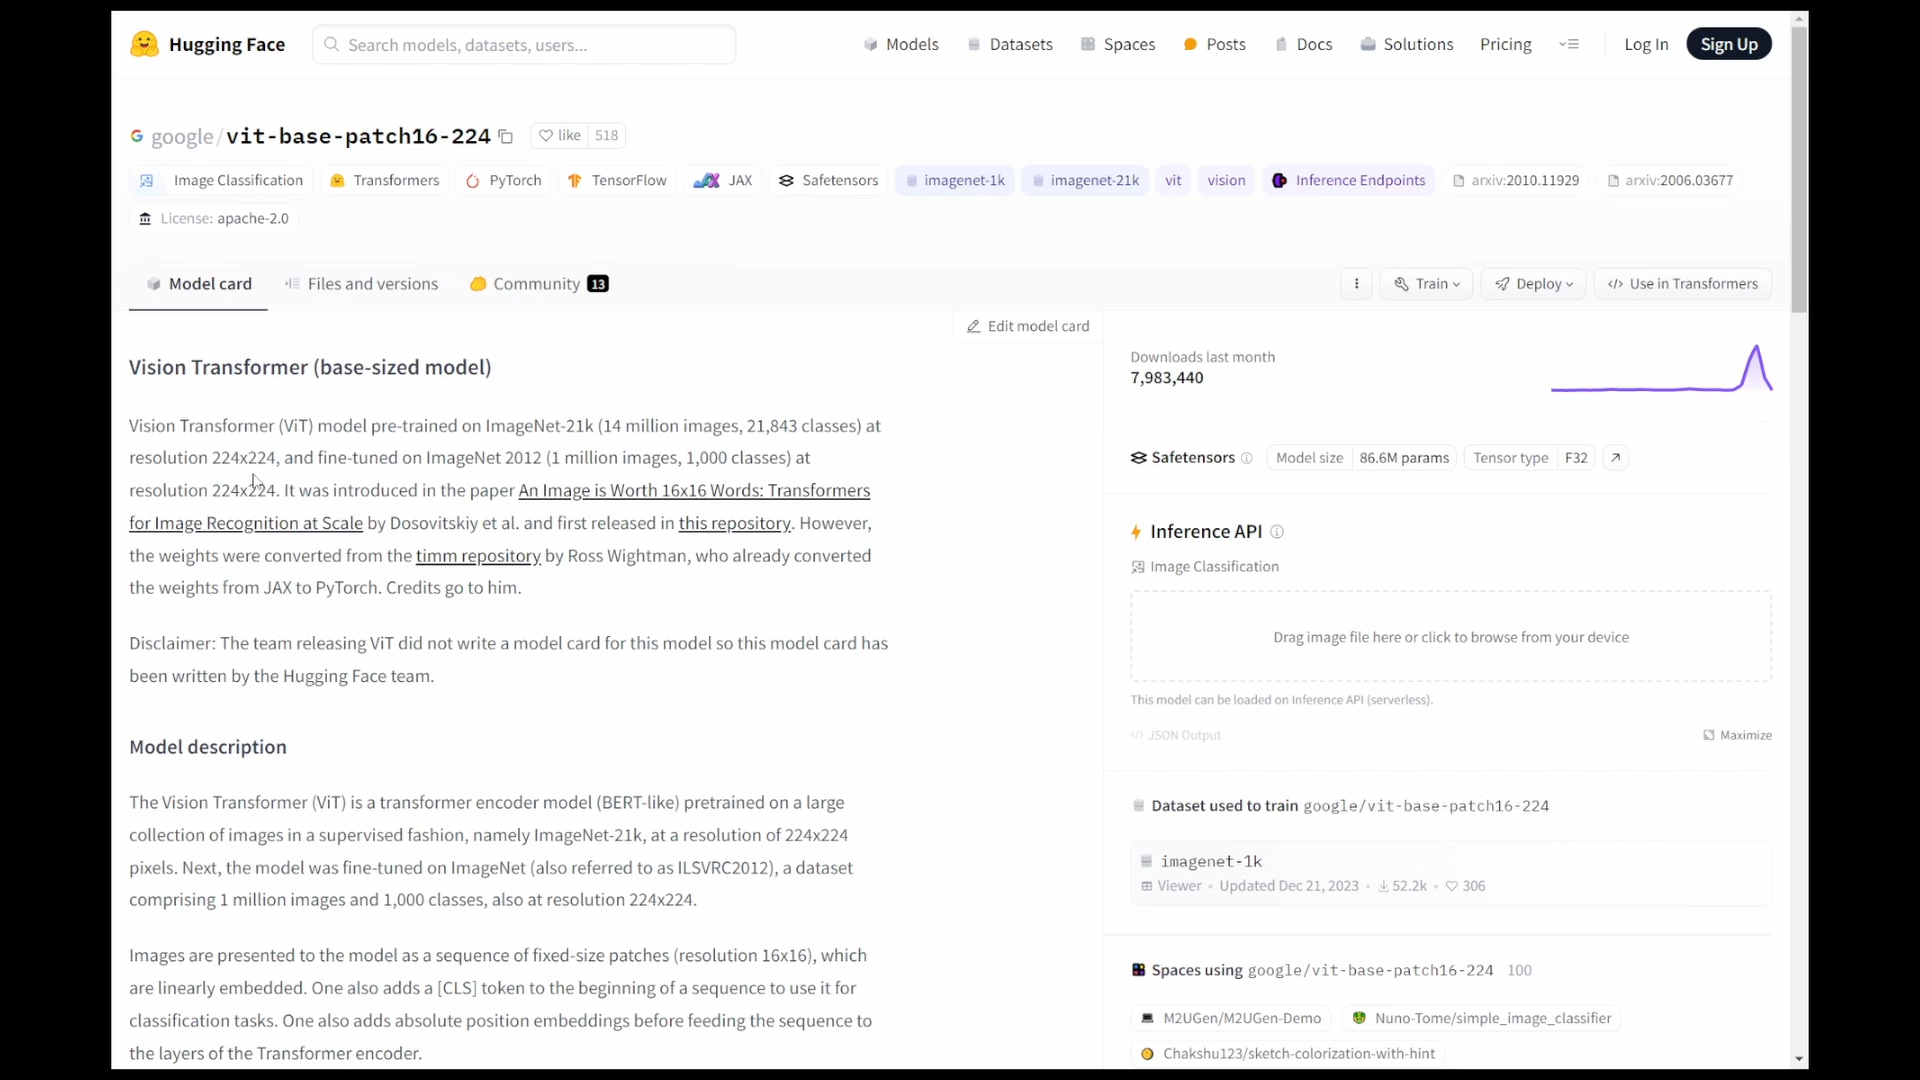 Hugging Face
Search models, datasets, users...
Models
Datasets
Spaces
Posts
Docs
Solutions
Pricing
Log In
Sign Up
google/vit-base-patch16-224
like 518
Image Classification
Transformers
PyTorch
TensorFlow
JAX
Safetensors
imagenet-1k
imagenet-21k
vit
vision
Inference Endpoints
arxiv:2010.11929
arxiv:2006.03677
License: apache-2.0
Model card
Files and versions
Community 13
Train
Deploy
</> Use in Transformers
Edit model card
Vision Transformer (base-sized model)
Vision Transformer (ViT) model pre-trained on ImageNet-21k (14 million images, 21,843 classes) at
resolution 224x224, and fine-tuned on ImageNet 2012 (1 million images, 1,000 classes) at
resolution 224x224. It was introduced in the paper An Image is Worth 16x16 Words: Transformers
for Image Recognition at Scale by Dosovitskiy et al. and first released in this repository. However,
the weights were converted from the timm repository by Ross Wightman, who already converted
the weights from JAX to PyTorch. Credits go to him.
Disclaimer: The team releasing ViT did not write a model card for this model so this model card has
been written by the Hugging Face team.
Model description
The Vision Transformer (ViT) is a transformer encoder model (BERT-like) pretrained on a large
collection of images in a supervised fashion, namely ImageNet-21k, at a resolution of 224x224
pixels. Next, the model was fine-tuned on ImageNet (also referred to as ILSVRC2012), a dataset
comprising 1 million images and 1,000 classes, also at resolution 224x224.
Images are presented to the model as a sequence of fixed-size patches (resolution 16x16), which
are linearly embedded. One also adds a [CLS] token to the beginning of a sequence to use it for
classification tasks. One also adds absolute position embeddings before feeding the sequence to
the layers of the Transformer encoder.
Downloads last month
7,983,440
Safetensors
Model size 86.6M params
Tensor type F32
Inference API
Image Classification
Drag image file here or click to browse from your device
This model can be loaded on Inference API (serverless).
</> JSON Output
Maximize
Dataset used to train google/vit-base-patch16-224
imagenet-1k
Viewer • Updated Dec 21, 2023 • 52.2k • 306
Spaces using google/vit-base-patch16-224 100
M2UGen/M2UGen-Demo
Nuno-Tome/simple_image_classifier
Chakshu123/sketch-colorization-with-hint